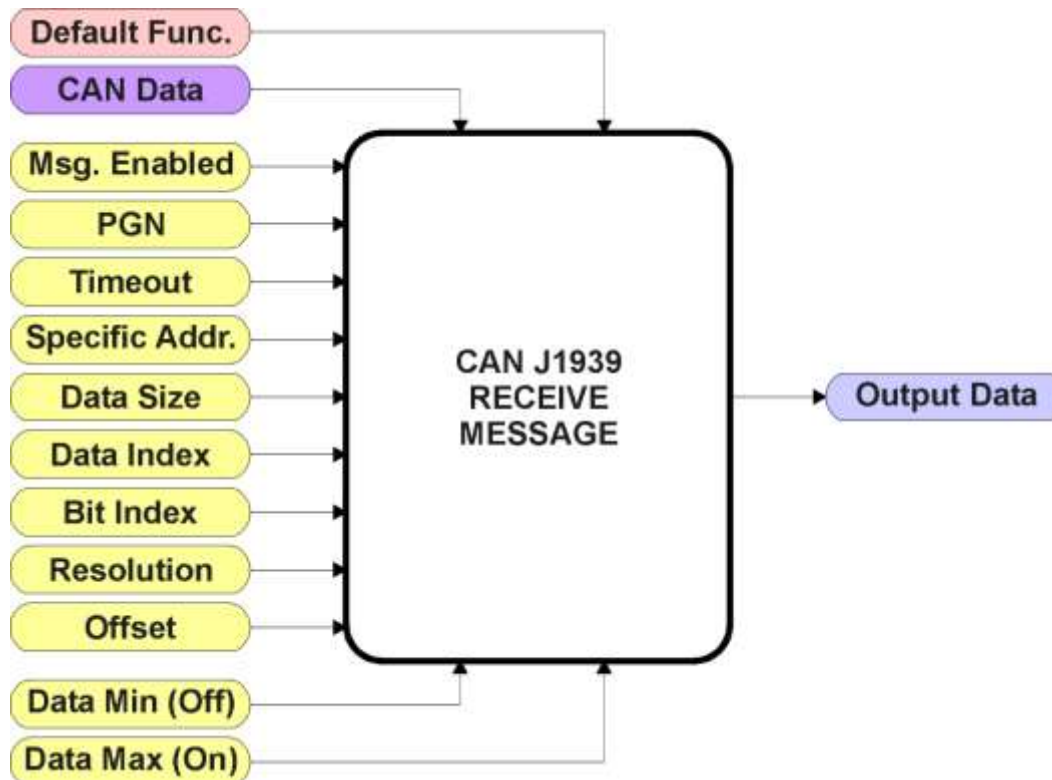 Default Func.
CAN Data
Msg. Enabled
PGN
Timeout
Specific Addr.
Data Size
Data Index
Bit Index
Resolution
Offset
Data Min (Off)
Data Max (On)
CAN J1939
RECEIVE
MESSAGE
Output Data